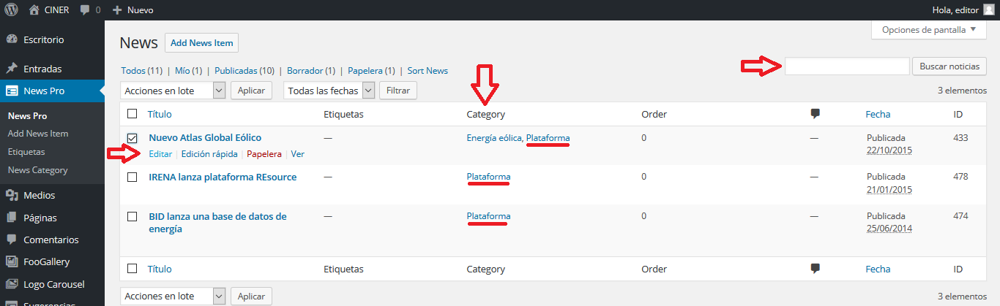 CINER 0 Nuevo Hola, editor
Opciones de pantalla
Escritorio
Entradas
News Pro
News Pro
Add News Item
Etiquetas
News Category
Medios
Páginas
Comentarios
FooGallery
Logo Carousel
Sugerencias
News Add News Item
Todos (11) | Mío (1) | Publicadas (10) | Borrador (1) | Papelera (1) | Sort News
Buscar noticias
Acciones en lote Aplicar Todas las fechas Filtrar 3 elementos
Título Etiquetas Category Order Fecha ID
Nuevo Atlas Global Eólico — Energía eólica, Plataforma 0 — Publicada 433
22/10/2015
Editar | Edición rápida | Papelera | Ver
IRENA lanza plataforma REsource — Plataforma 0 — Publicada 478
21/01/2015
BID lanza una base de datos de — Plataforma 0 — Publicada 474
energía 25/06/2014
Título Etiquetas Category Order Fecha ID
Acciones en lote Aplicar 3 elementos